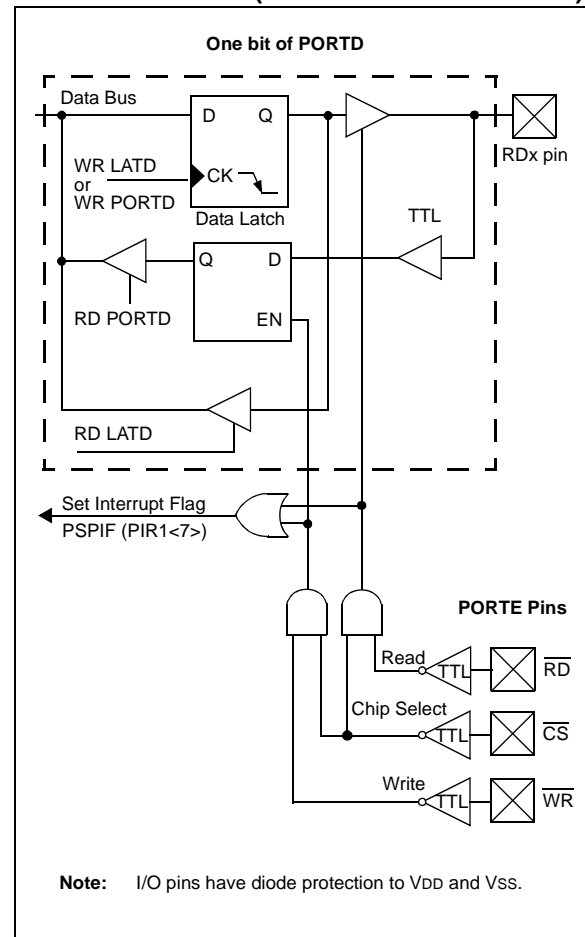 One bit of PORTD
Data Bus
D Q
WR LATD
or
WR PORTD
CK
Data Latch
RDx pin
TTL
Q D
RD PORTD
EN
RD LATD
Set Interrupt Flag
PSPIF (PIR1<7>)
PORTE Pins
Read
TTL
RD
Chip Select
TTL
CS
Write
TTL
WR
Note: I/O pins have diode protection to VDD and VSS.